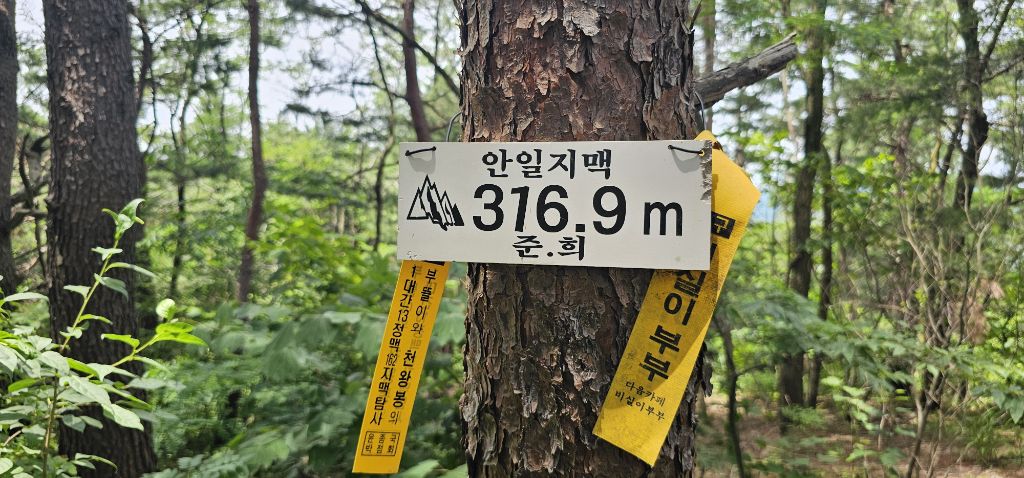 안일지맥
316.9 m
준.희
부뜰이와 천왕봉의
1대간13정맥162지맥탐사
실이부부
다음카페
비실이부부